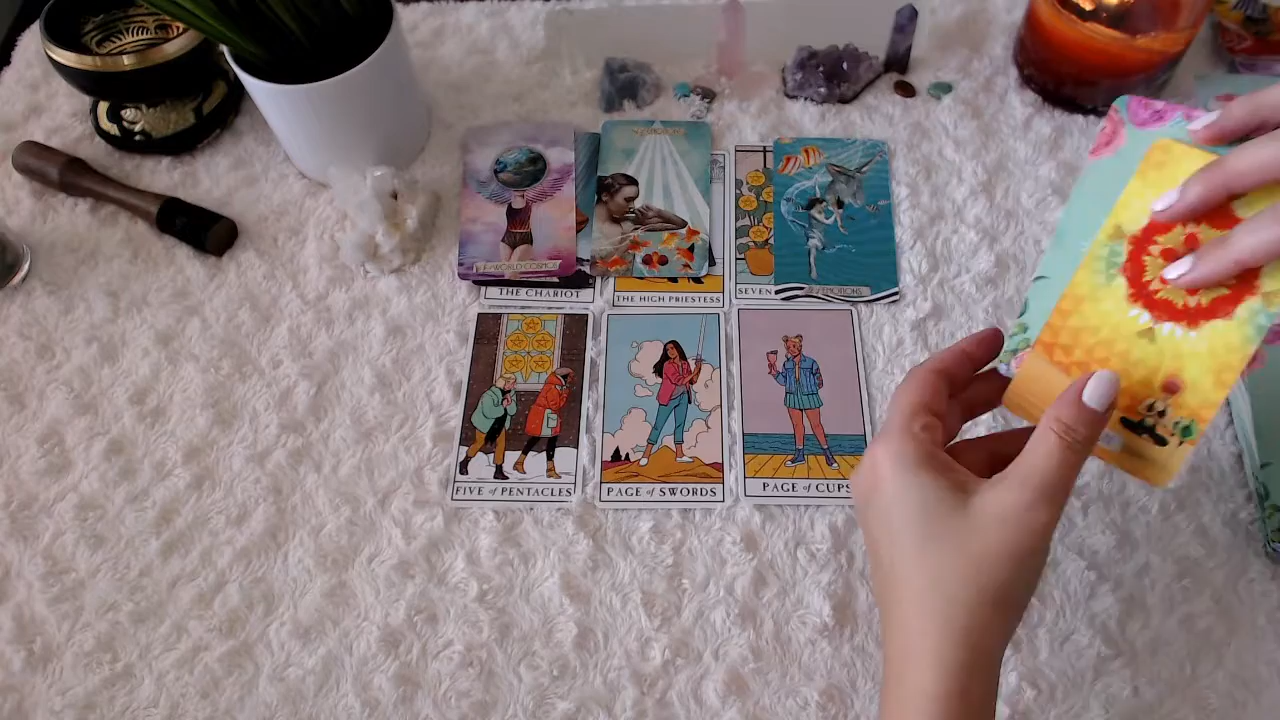 THE CHARIOT
THE HIGH PRIESTESS
SEVEN
FIVE of PENTACLES
PAGE of SWORDS
PAGE of CUPS